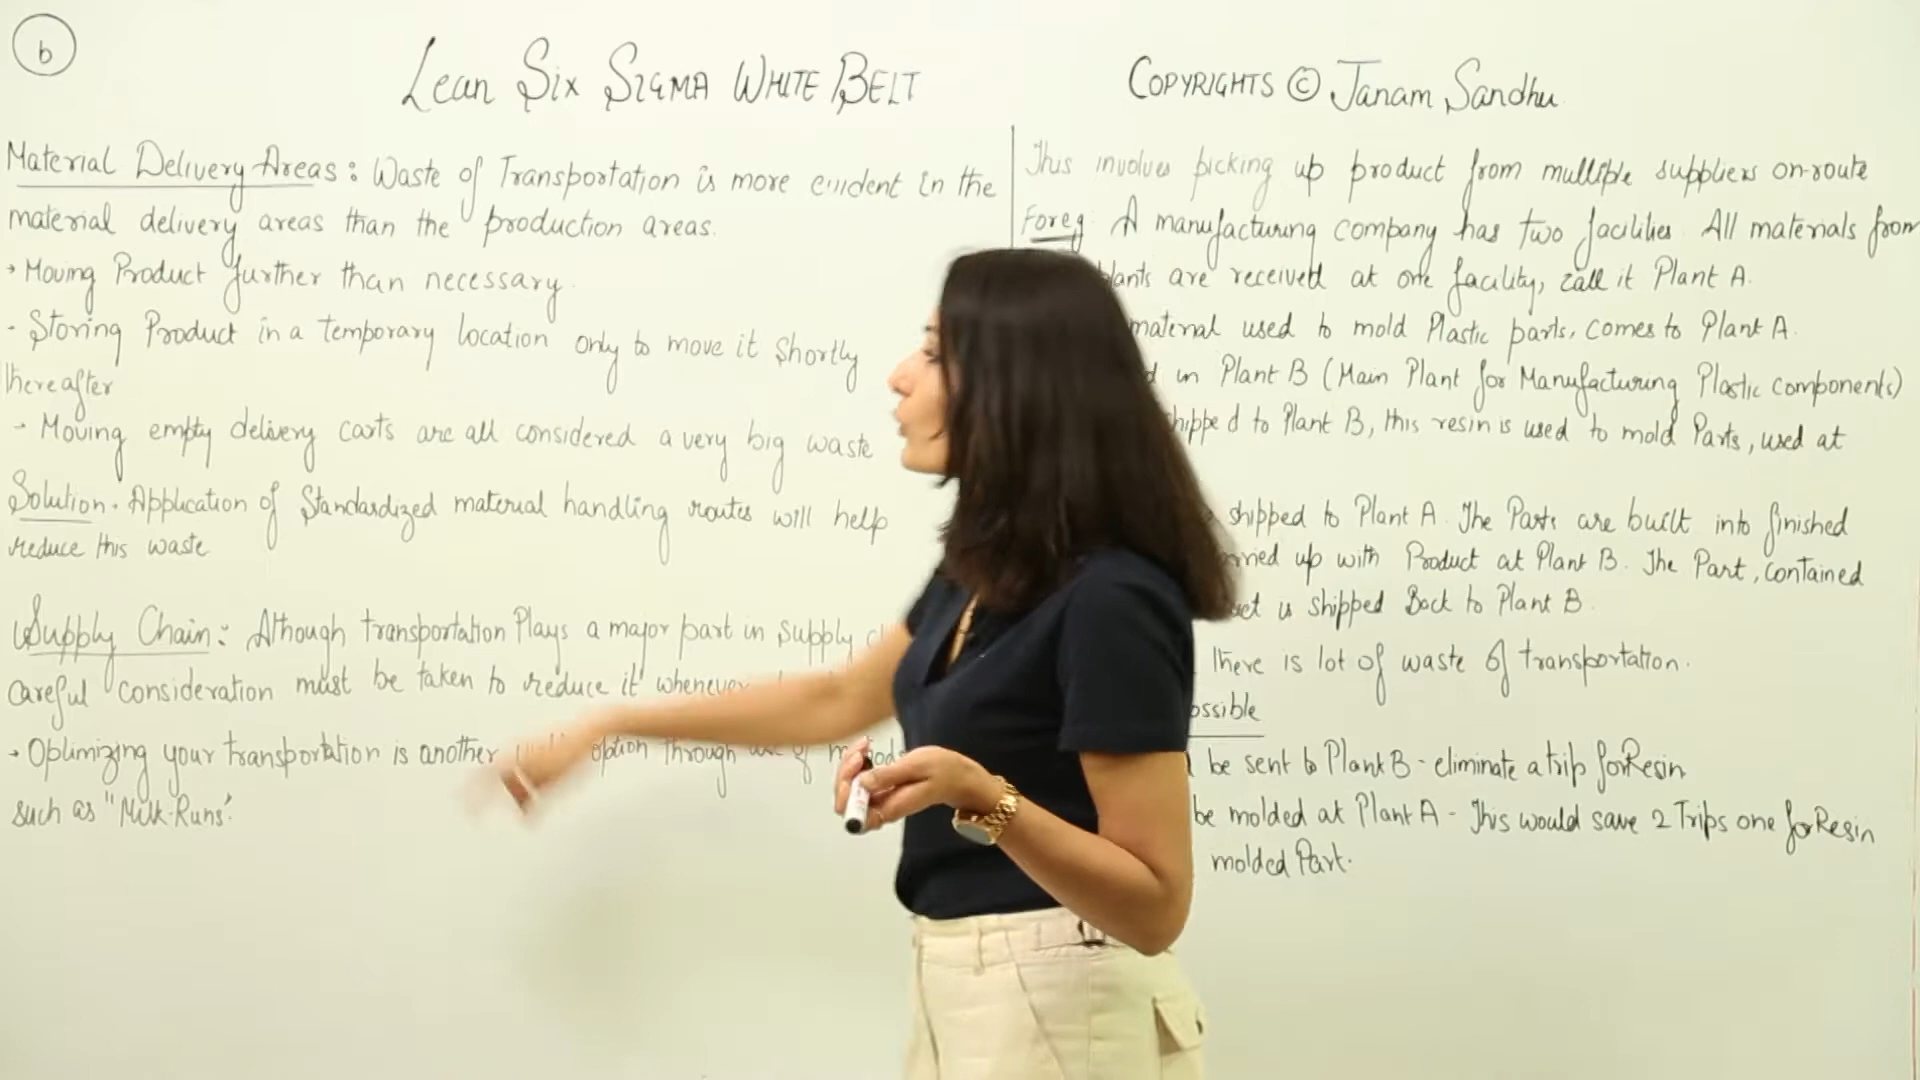 6
Lean Six SIGMA WHITE BELT
COPYRIGHTS © Janam Sandhu
Material Delivery Areas: Waste of Transportation is more evident in the
material delivery areas than the production areas.
- Moving Product further than necessary.
- Storing Product in a temporary location only to move it shortly
thereafter
- Moving empty delivery carts are all considered a very big waste
Solution - Application of Standardized material handling routes will help
reduce this waste
Supply Chain: Although transportation Plays a major part in supply
careful consideration must be taken to reduce it whenever
- Optimizing your transportation is another option through use of
such as "Milk-Runs".
This involves picking up product from multiple suppliers on-route
For eg: A manufacturing company has two facilities. All materials from
plants are received at one facility, call it Plant A.
material used to mold Plastic parts, comes to Plant A.
in Plant B (Main Plant for Manufacturing Plastic components)
shipped to Plant B, this resin is used to mold Parts, used at
shipped to Plant A. The Parts are built into finished
up with Product at Plant B. The Part, contained
is shipped Back to Plant B.
There is lot of waste of transportation.
be sent to Plant B - eliminate a trip for Resin
be molded at Plant A - This would save 2 Trips one for Resin
molded Part.